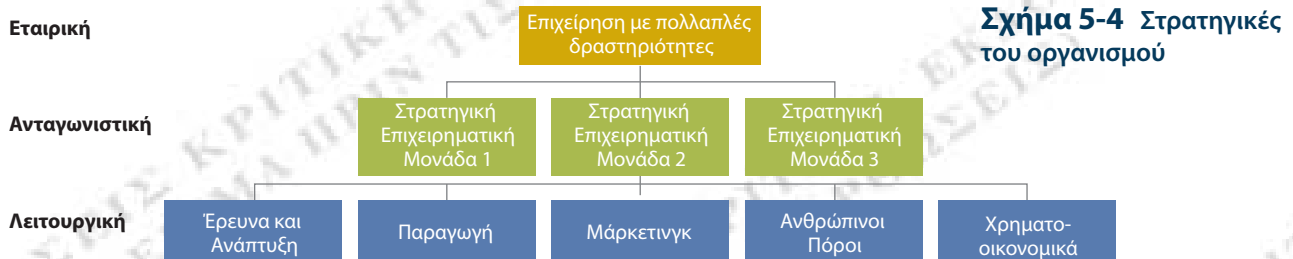 Εταιρική
Επιχείρηση με πολλαπλές
δραστηριότητες
Σχήμα 5-4 Στρατηγικές
του οργανισμού
Ανταγωνιστική
Στρατηγική
Επιχειρηματική
Μονάδα 1
Στρατηγική
Επιχειρηματική
Μονάδα 2
Στρατηγική
Επιχειρηματική
Μονάδα 3
Λειτουργική
Έρευνα και
Ανάπτυξη
Παραγωγή
Μάρκετινγκ
Ανθρώπινοι
Πόροι
Χρηματο-
οικονομικά